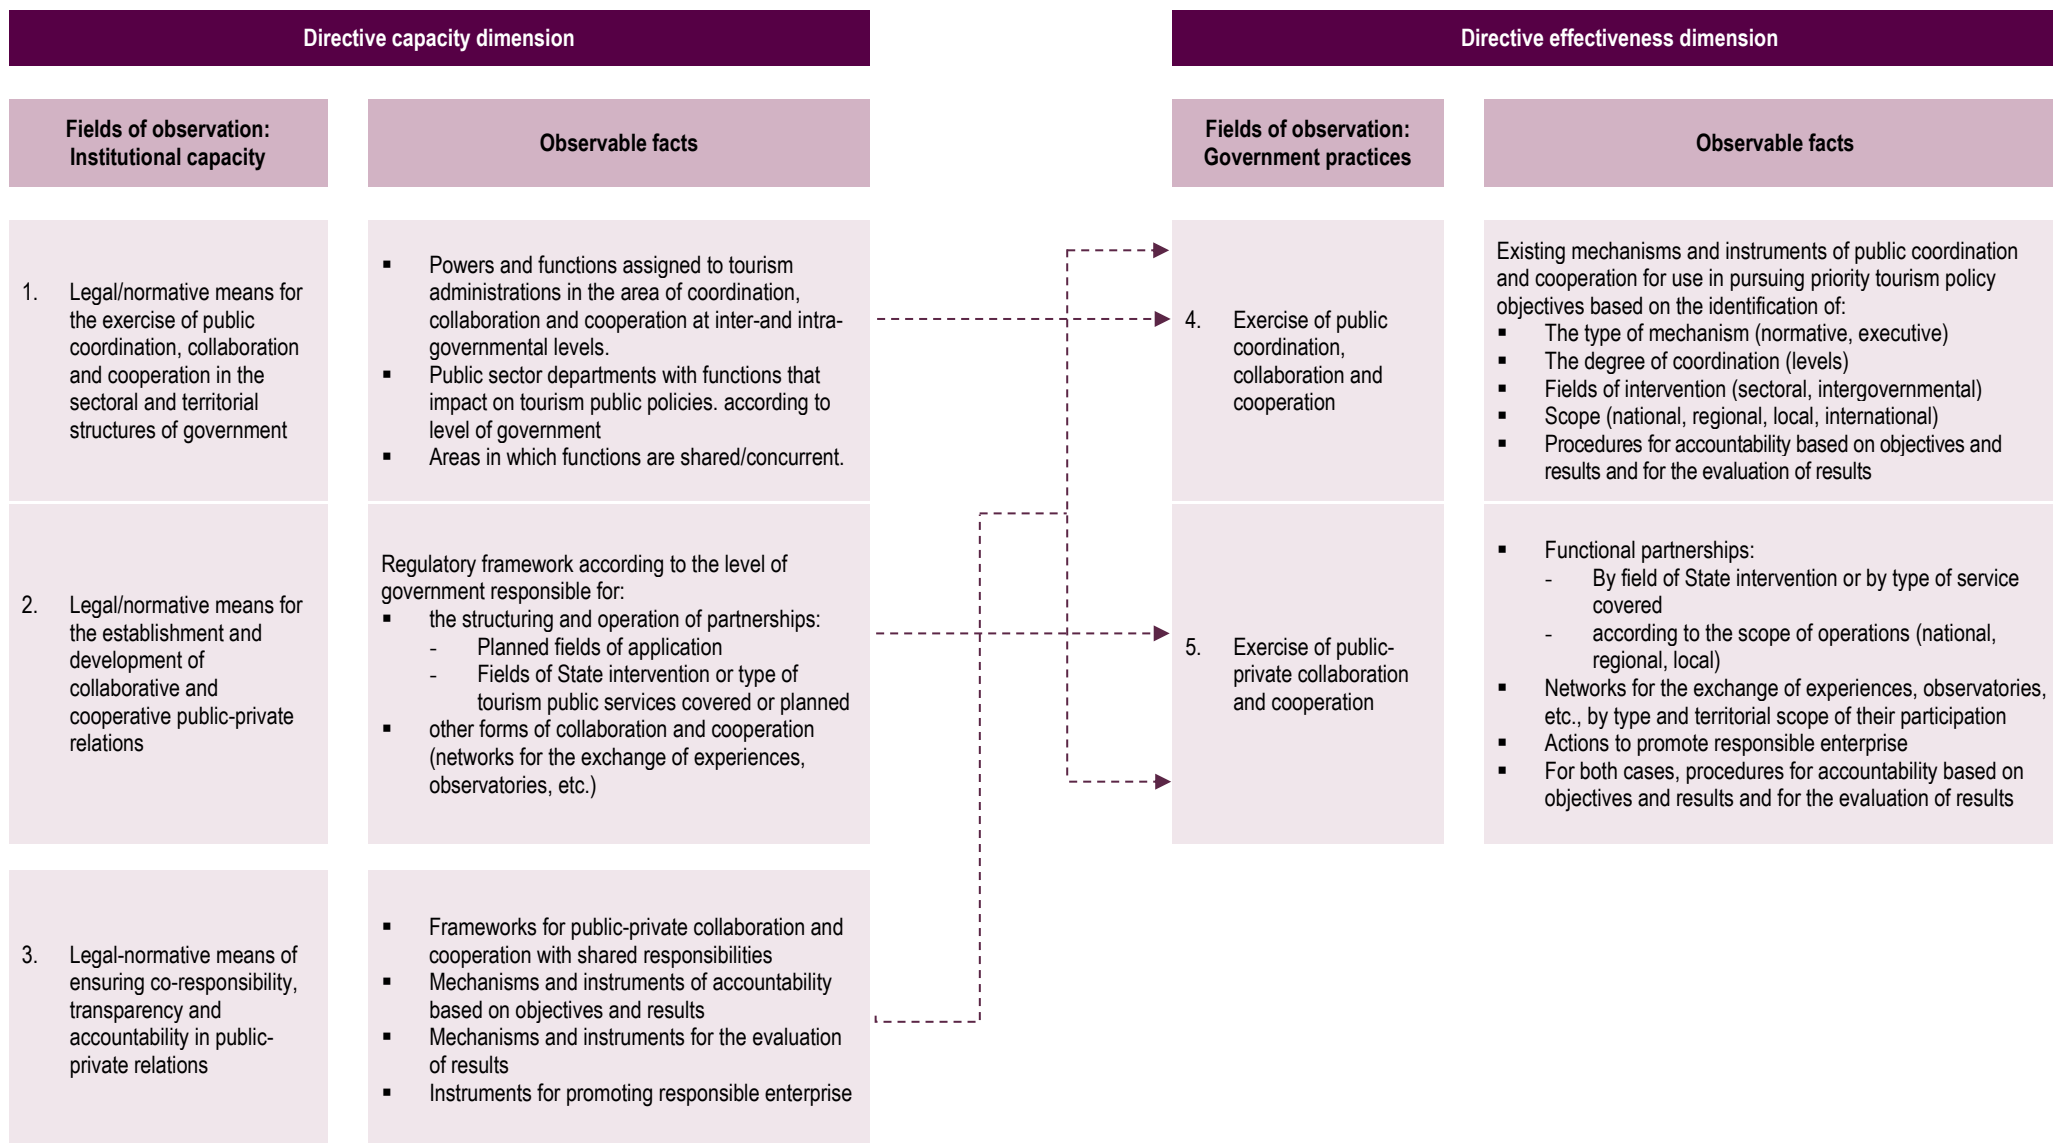 Directive capacity dimension
Directive effectiveness dimension
Fields of observation:
Institutional capacity
Observable facts
Fields of observation:
Government practices
Observable facts
1. Legal/normative means for
the exercise of public
coordination, collaboration
and cooperation in the
sectoral and territorial
structures of government
▪ Powers and functions assigned to tourism
administrations in the area of coordination,
collaboration and cooperation at inter-and intra-
governmental levels.
▪ Public sector departments with functions that
impact on tourism public policies. according to
level of government
▪ Areas in which functions are shared/concurrent.
4. Exercise of public
coordination,
collaboration and
cooperation
Existing mechanisms and instruments of public coordination
and cooperation for use in pursuing priority tourism policy
objectives based on the identification of:
▪ The type of mechanism (normative, executive)
▪ The degree of coordination (levels)
▪ Fields of intervention (sectoral, intergovernmental)
▪ Scope (national, regional, local, international)
▪ Procedures for accountability based on objectives and
results and for the evaluation of results
2. Legal/normative means for
the establishment and
development of
collaborative and
cooperative public-private
relations
Regulatory framework according to the level of
government responsible for:
▪ the structuring and operation of partnerships:
- Planned fields of application
- Fields of State intervention or type of
tourism public services covered or planned
▪ other forms of collaboration and cooperation
(networks for the exchange of experiences,
observatories, etc.)
5. Exercise of public-
private collaboration
and cooperation
▪ Functional partnerships:
- By field of State intervention or by type of service
covered
- according to the scope of operations (national,
regional, local)
▪ Networks for the exchange of experiences, observatories,
etc., by type and territorial scope of their participation
▪ Actions to promote responsible enterprise
▪ For both cases, procedures for accountability based on
objectives and results and for the evaluation of results
3. Legal-normative means of
ensuring co-responsibility,
transparency and
accountability in public-
private relations
▪ Frameworks for public-private collaboration and
cooperation with shared responsibilities
▪ Mechanisms and instruments of accountability
based on objectives and results
▪ Mechanisms and instruments for the evaluation
of results
▪ Instruments for promoting responsible enterprise